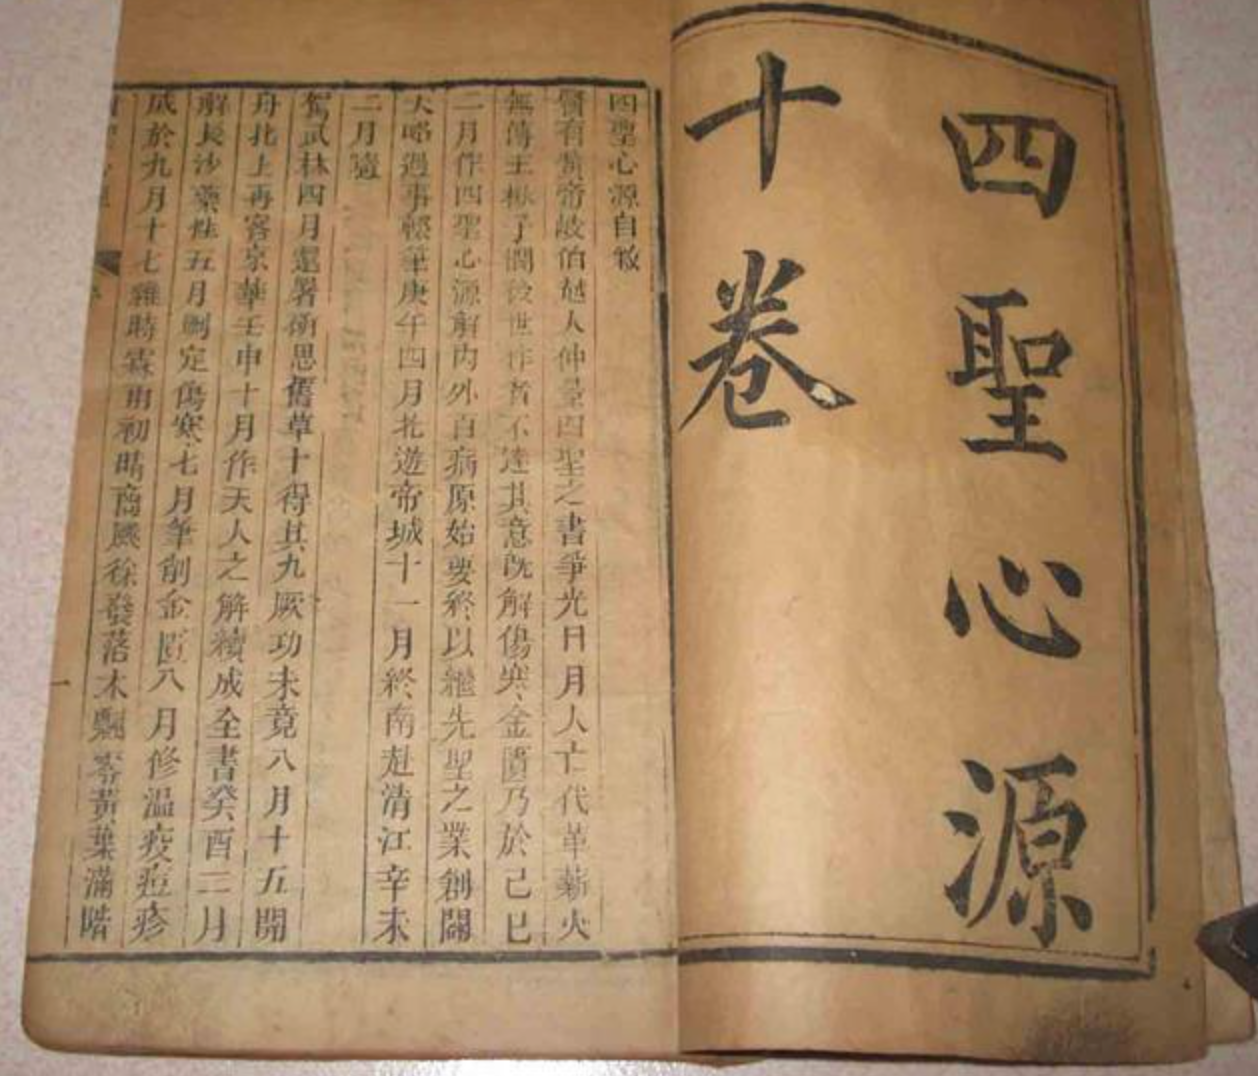 四聖心源
十卷
四聖心源自敘
醫有黃帝岐伯越人仲景四聖之書爭光日月人亡代革薪火
無傳玉楸子憫後世作者不達其意既解傷寒金匱乃於己巳
二月作四聖心源解內外百病原始要終以繼先聖之業創闢
大略遇事輟筆庚午四月北遊帝城十一月終南赴清江辛未
二月隨
駕武林四月還署研思舊草十得其九厥功未竟八月十五開
舟北上再客京華壬申十月作天人之解續成全書癸酉二月
解長沙藥性五月刪定傷寒七月筆削金匱八月修溫疫痘疹
成於九月十七維時霖雨初晴商飈徐發落木飄零黃葉滿階
一